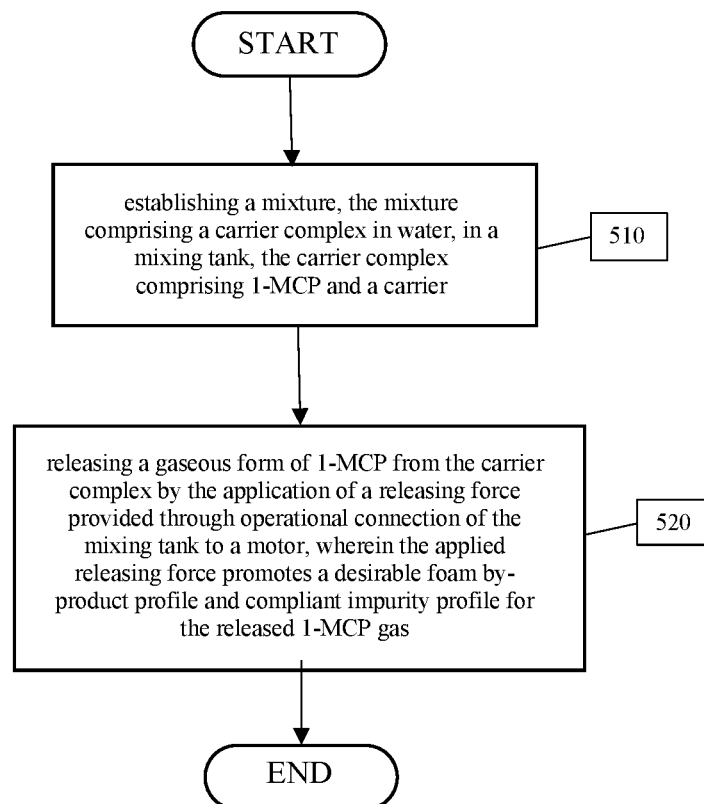 START
establishing a mixture, the mixture
comprising a carrier complex in water, in a
mixing tank, the carrier complex
comprising 1-MCP and a carrier
510
releasing a gaseous form of 1-MCP from the carrier
complex by the application of a releasing force
provided through operational connection of the
mixing tank to a motor, wherein the applied
releasing force promotes a desirable foam by-
product profile and compliant impurity profile for
the released 1-MCP gas
520
END